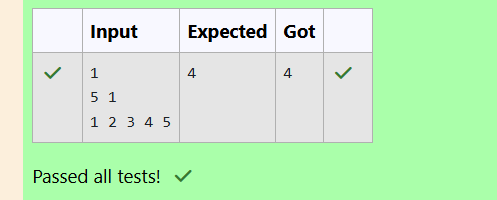 Input Expected Got
1 4 4
5 1
1 2 3 4 5
Passed all tests!